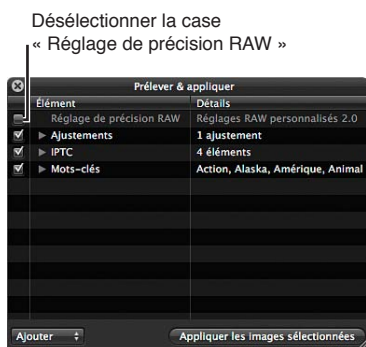 Désélectionner la case
« Réglage de précision RAW »
Prélever & appliquer
Élément Détails
Réglage de précision RAW Réglages RAW personnalisés 2.0
Ajustements 1 ajustement
IPTC 4 éléments
Mots-clés Action, Alaska, Amérique, Animal
Ajouter Appliquer les images sélectionnées